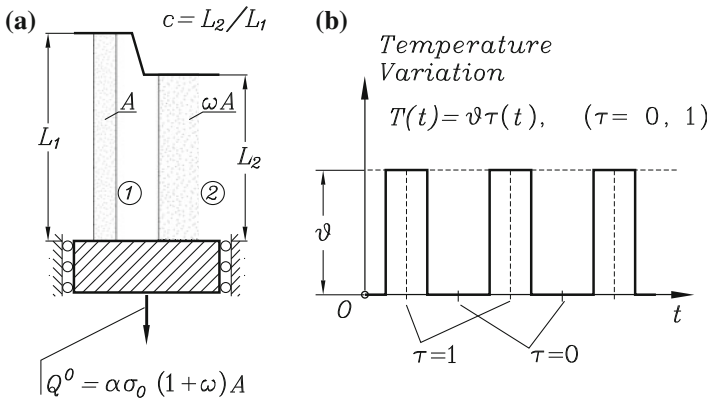 (a)
c = L₂/L₁
A
ωA
L₁
L₂
1
2
Q⁰ = ασ₀ (1+ω)A
(b)
Temperature
Variation
T(t) = ϑτ(t), (τ = 0, 1)
ϑ
O
t
τ=1
τ=0